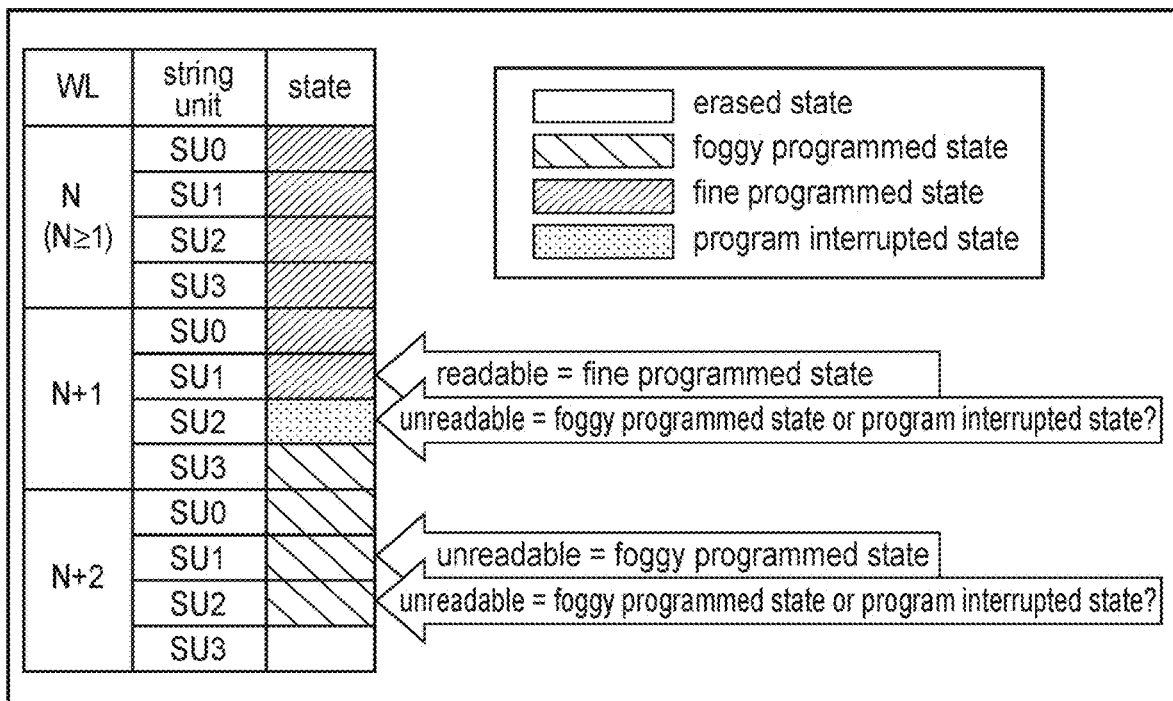 WL string unit state
erased state
foggy programmed state
fine programmed state
program interrupted state
N (N≥1)
SU0
SU1
SU2
SU3
N+1
SU0
SU1
readable = fine programmed state
SU2
unreadable = foggy programmed state or program interrupted state?
SU3
N+2
SU0
SU1
unreadable = foggy programmed state
SU2
unreadable = foggy programmed state or program interrupted state?
SU3